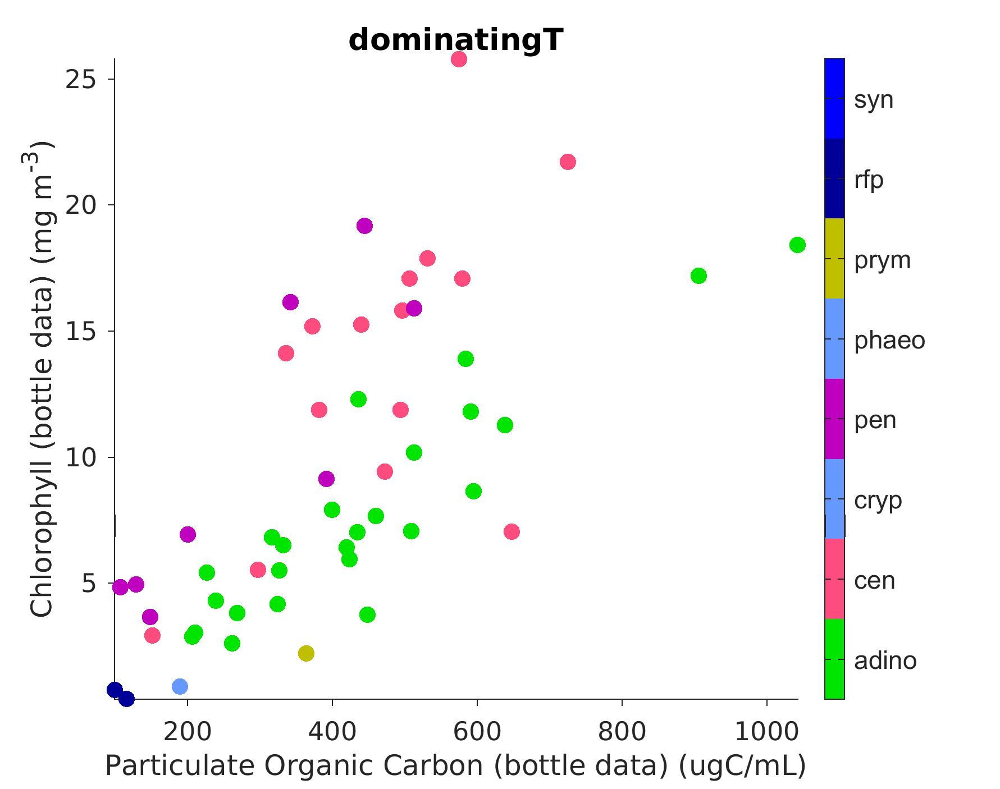 dominatingT
25
20
15
10
5
Chlorophyll (bottle data) (mg m⁻³)
200 400 600 800 1000
Particulate Organic Carbon (bottle data) (ugC/mL)
syn
rfp
prym
phaeo
pen
cryp
cen
adino